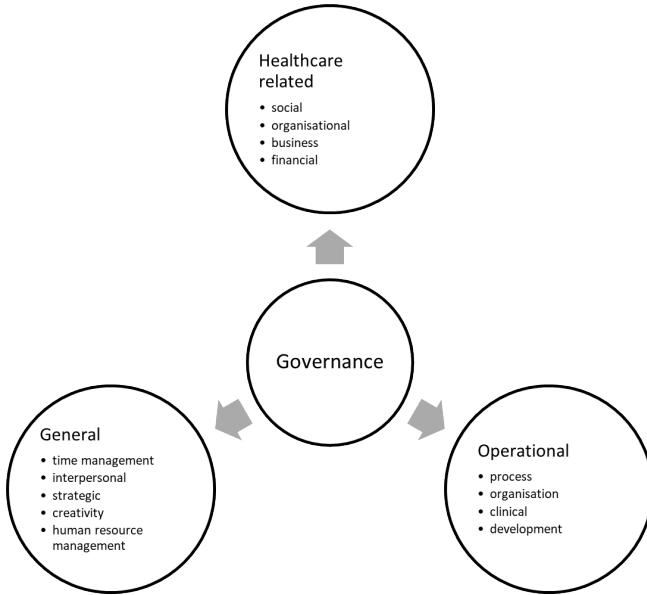 Healthcare
related
• social
• organisational
• business
• financial
Governance
General
• time management
• interpersonal
• strategic
• creativity
• human resource
management
Operational
• process
• organisation
• clinical
• development